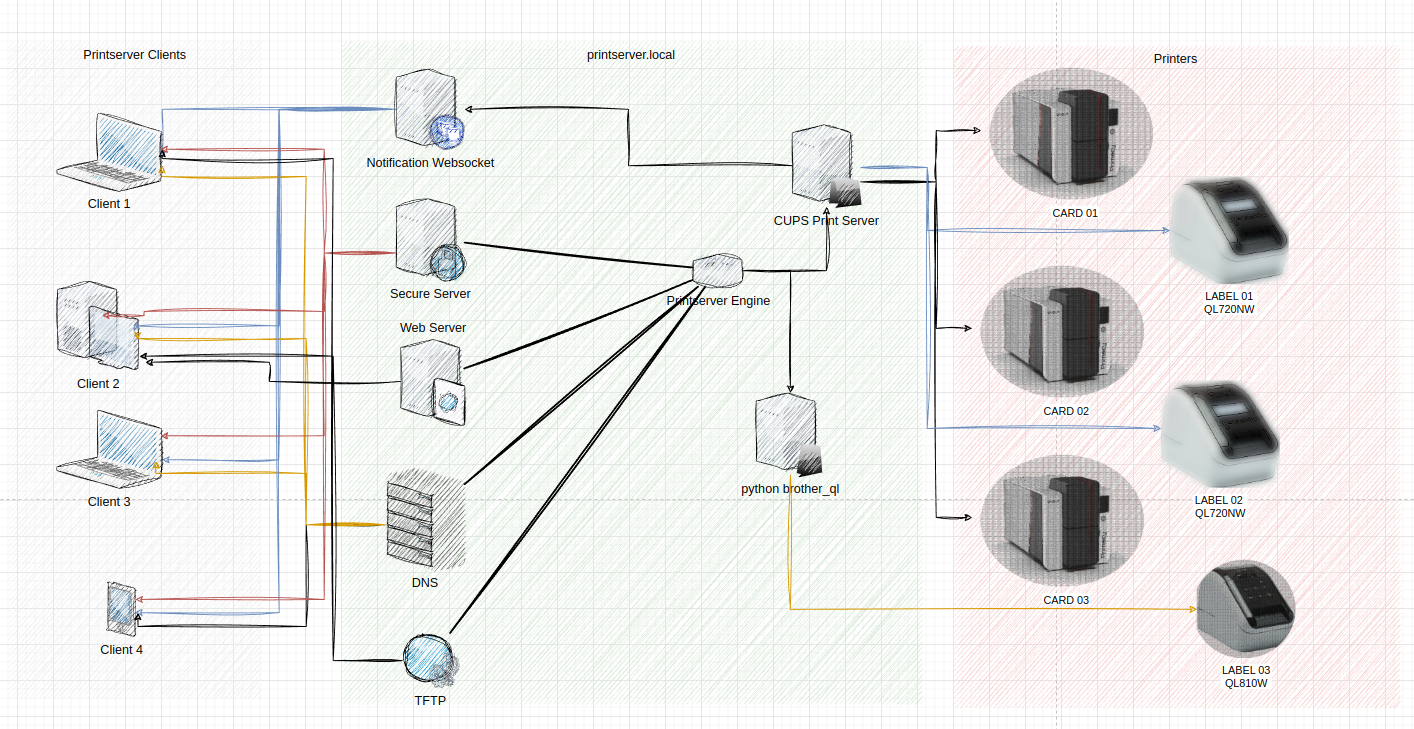 Printserver Clients
printserver.local
Printers
Client 1
Notification Websocket
CUPS Print Server
CARD 01
Secure Server
Printserver Engine
LABEL 01
QL720NW
Web Server
Client 2
CARD 02
Client 3
python brother_ql
LABEL 02
QL720NW
DNS
CARD 03
Client 4
LABEL 03
QL810W
TFTP